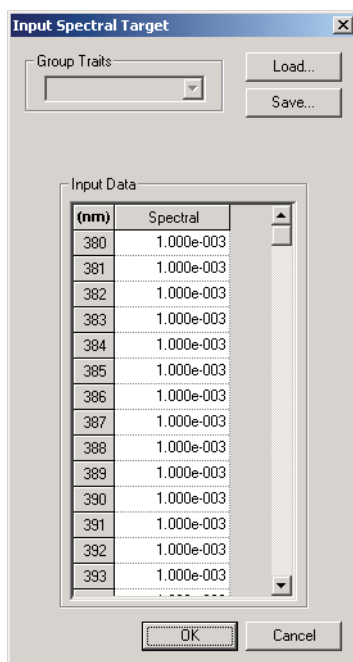 Input Spectral Target
Group Traits
Load...
Save...
Input Data
(nm) Spectral
380 1.000e-003
381 1.000e-003
382 1.000e-003
383 1.000e-003
384 1.000e-003
385 1.000e-003
386 1.000e-003
387 1.000e-003
388 1.000e-003
389 1.000e-003
390 1.000e-003
391 1.000e-003
392 1.000e-003
393 1.000e-003
OK Cancel